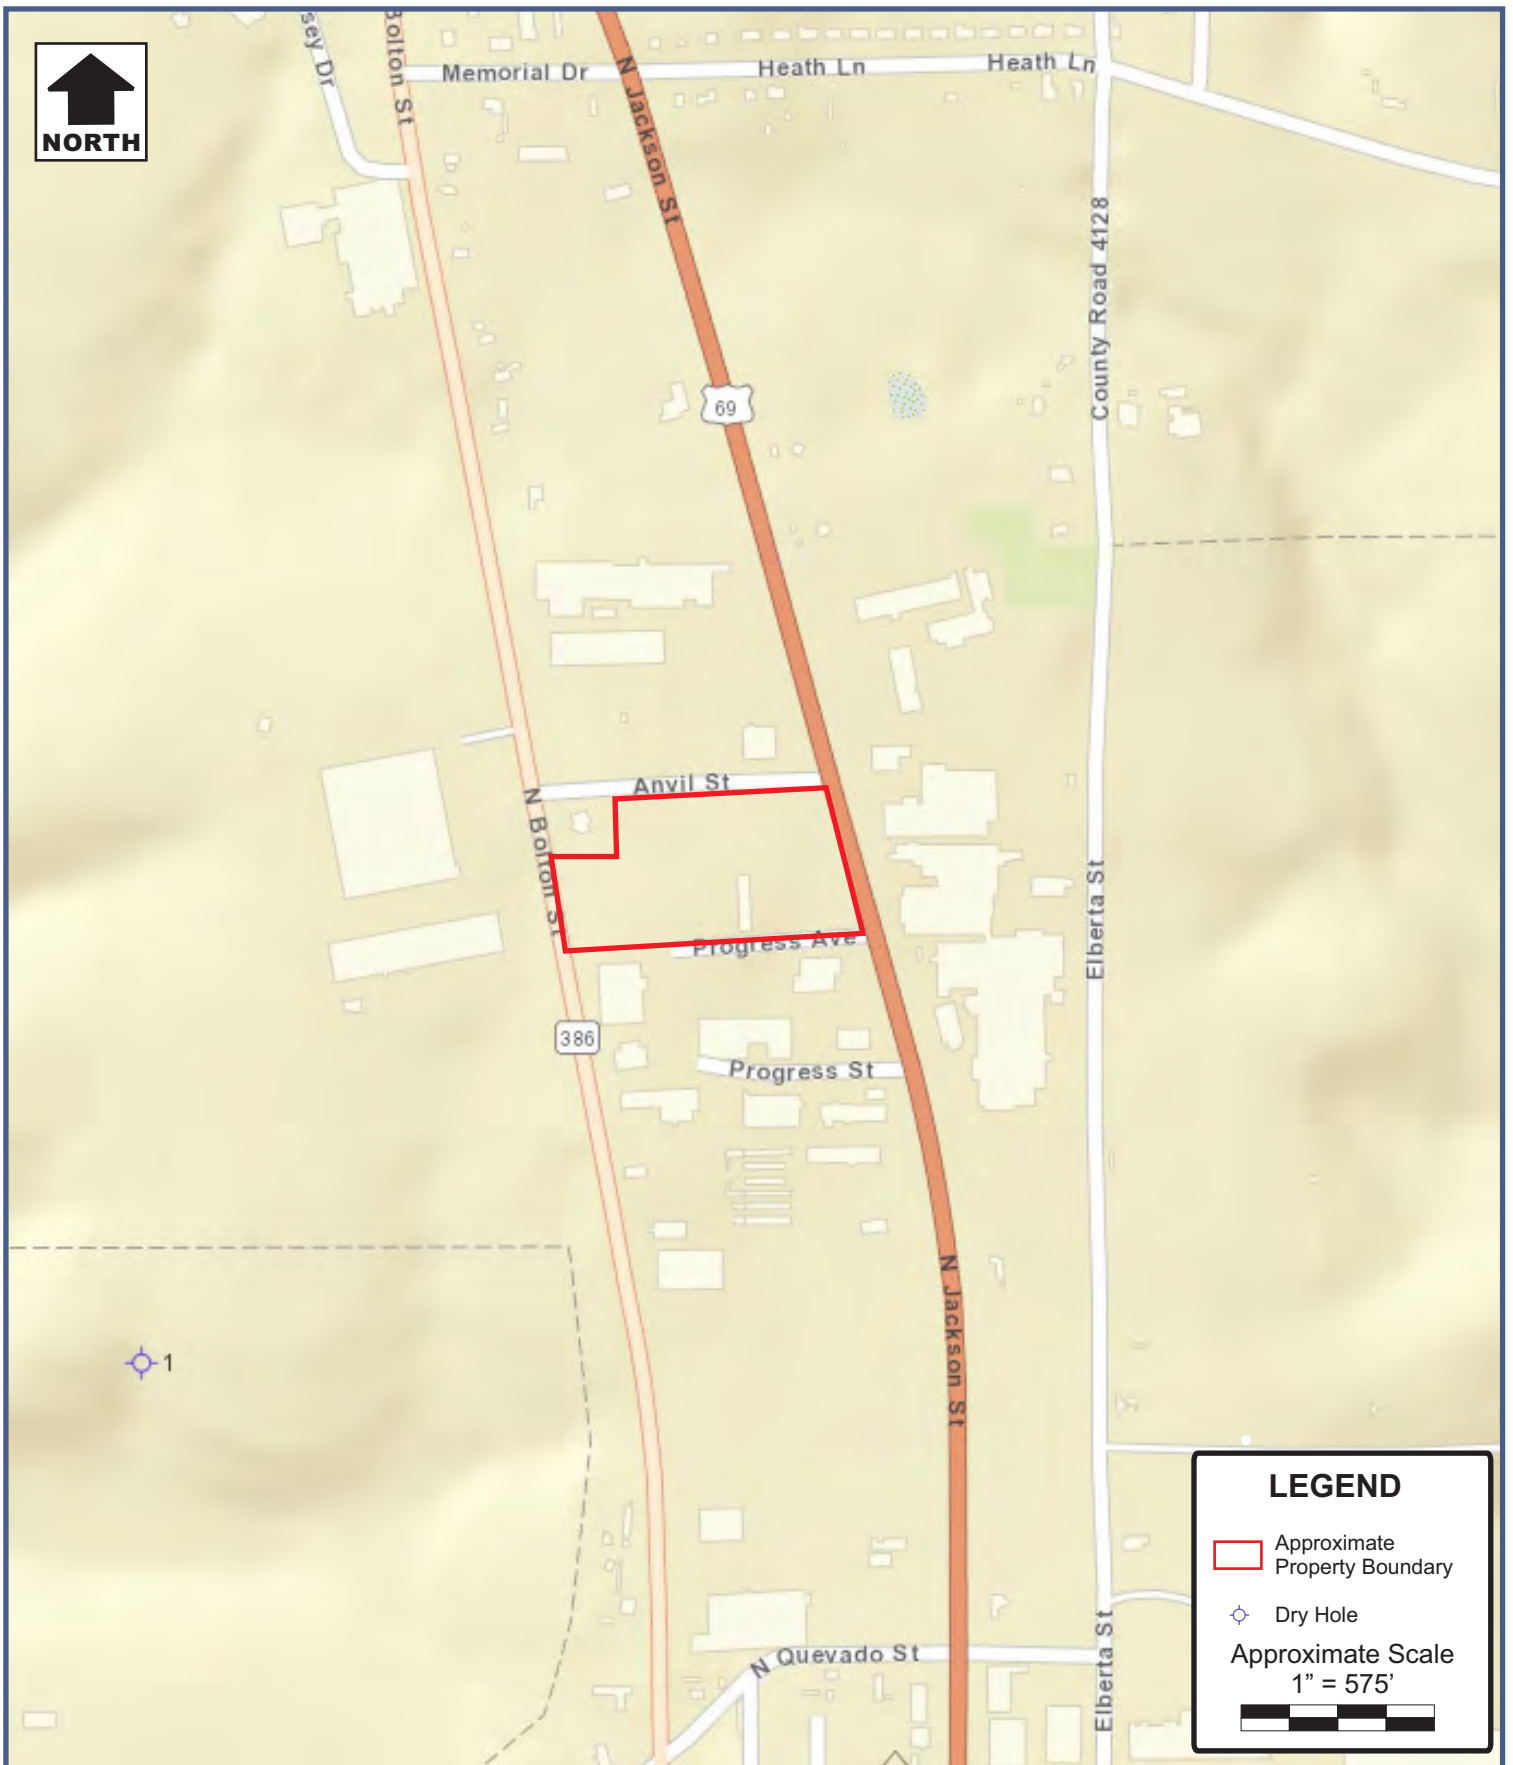 NORTH
sey Dr
Bolton St
Memorial Dr
N Jackson St
Heath Ln
Heath Ln
County Road 4128
69
Anvil St
N Bolton St
Progress Ave
Elberta St
386
Progress St
N Jackson St
1
N Quevado St
Elberta St
LEGEND
Approximate
Property Boundary
Dry Hole
Approximate Scale
1” = 575’